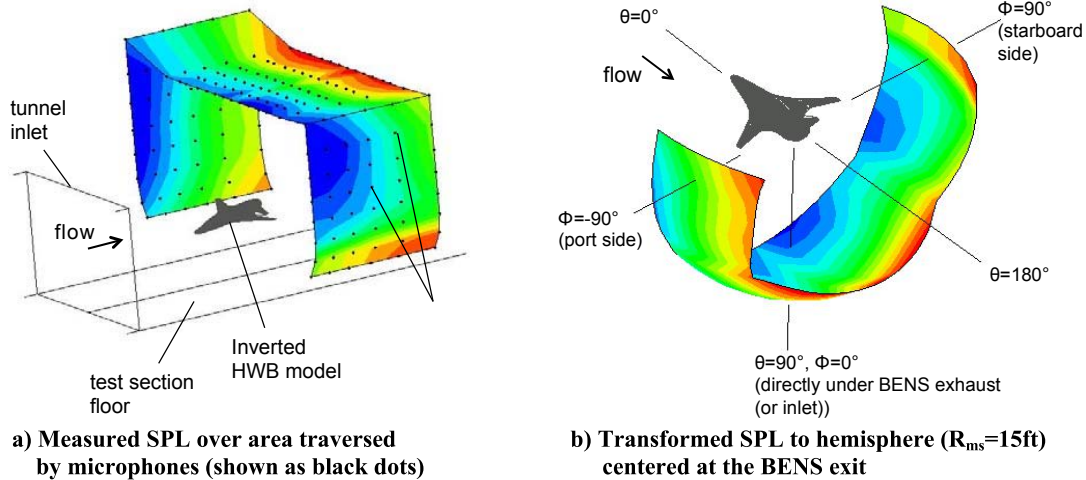 tunnel
inlet
flow
Inverted
HWB model
test section
floor
a) Measured SPL over area traversed
by microphones (shown as black dots)
θ=0°
flow
Φ=90°
(starboard
side)
Φ=-90°
(port side)
θ=180°
θ=90°, Φ=0°
(directly under BENS exhaust
(or inlet))
b) Transformed SPL to hemisphere (Rms=15ft)
centered at the BENS exit